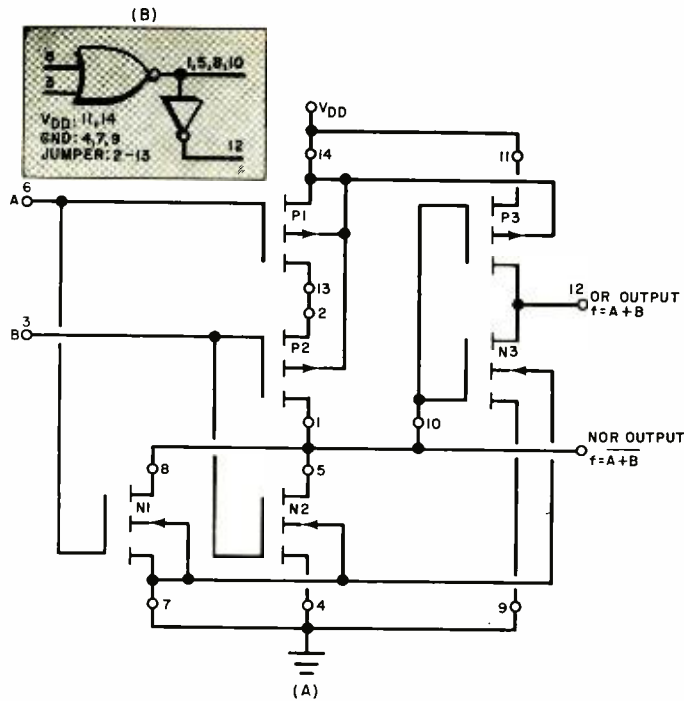 (B)
8
3
1,5,8,10
12
VDD: 11,14
GND: 4,7,9
JUMPER: 2-13
VDD
14
11
6
A
P1
P3
13
2
12
OR OUTPUT
f=A+B
3
B
P2
N3
1
10
NOR OUTPUT
f=A+B
8
5
N1
N2
7
4
9
(A)